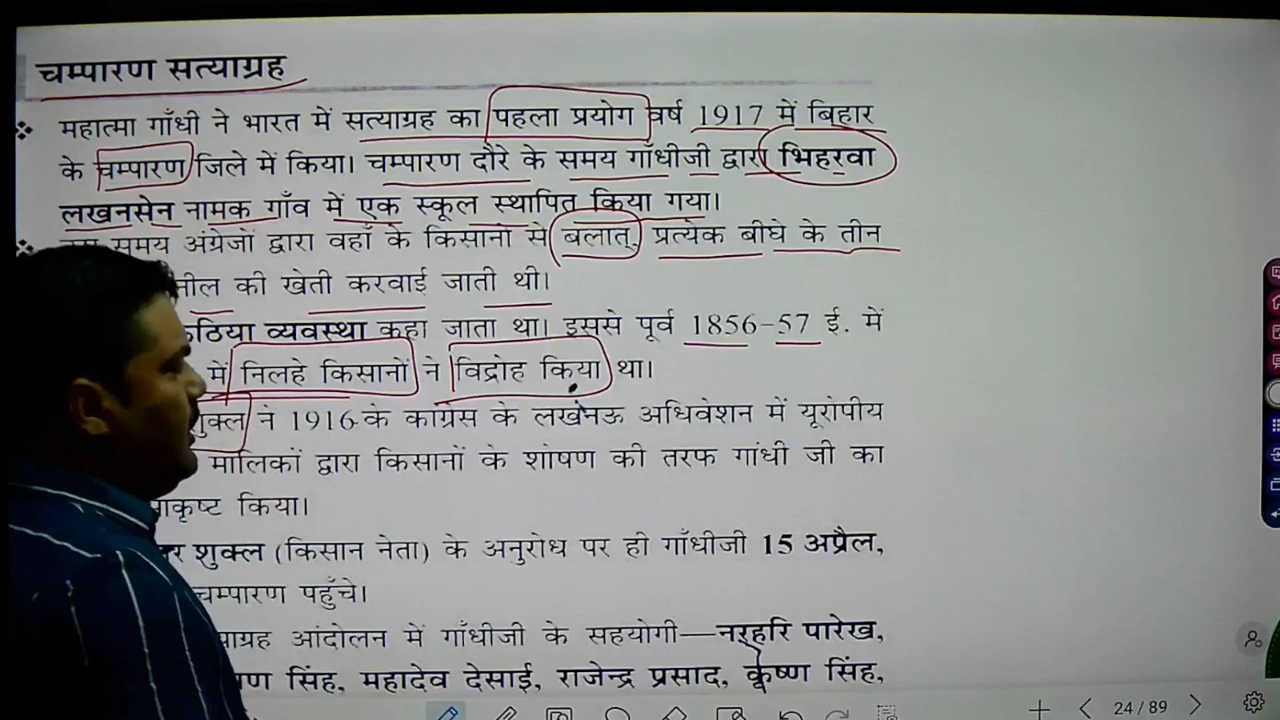 चम्पारण सत्याग्रह
महात्मा गाँधी ने भारत में सत्याग्रह का पहला प्रयोग वर्ष 1917 में बिहार
के चम्पारण जिले में किया। चम्पारण दौरे के समय गाँधीजी द्वारा भिहरवा
लखनसेन नामक गाँव में एक स्कूल स्थापित किया गया।
समय अंग्रेजों द्वारा वहाँ के किसानों से बलात् प्रत्येक बीघे के तीन
नील की खेती करवाई जाती थी।
व्यवस्था कहा जाता था। इससे पूर्व 1856-57 ई. में
में निलहे किसानों ने विद्रोह किया था।
शुक्ल ने 1916 के कांग्रेस के लखनऊ अधिवेशन में यूरोपीय
मालिकों द्वारा किसानों के शोषण की तरफ गांधी जी का
किया।
शुक्ल (किसान नेता) के अनुरोध पर ही गाँधीजी 15 अप्रैल,
चम्पारण पहुँचे।
आंदोलन में गाँधीजी के सहयोगी—नरहरि पारेख,
सिंह, महादेव देसाई, राजेन्द्र प्रसाद, कृष्ण सिंह,
24/89